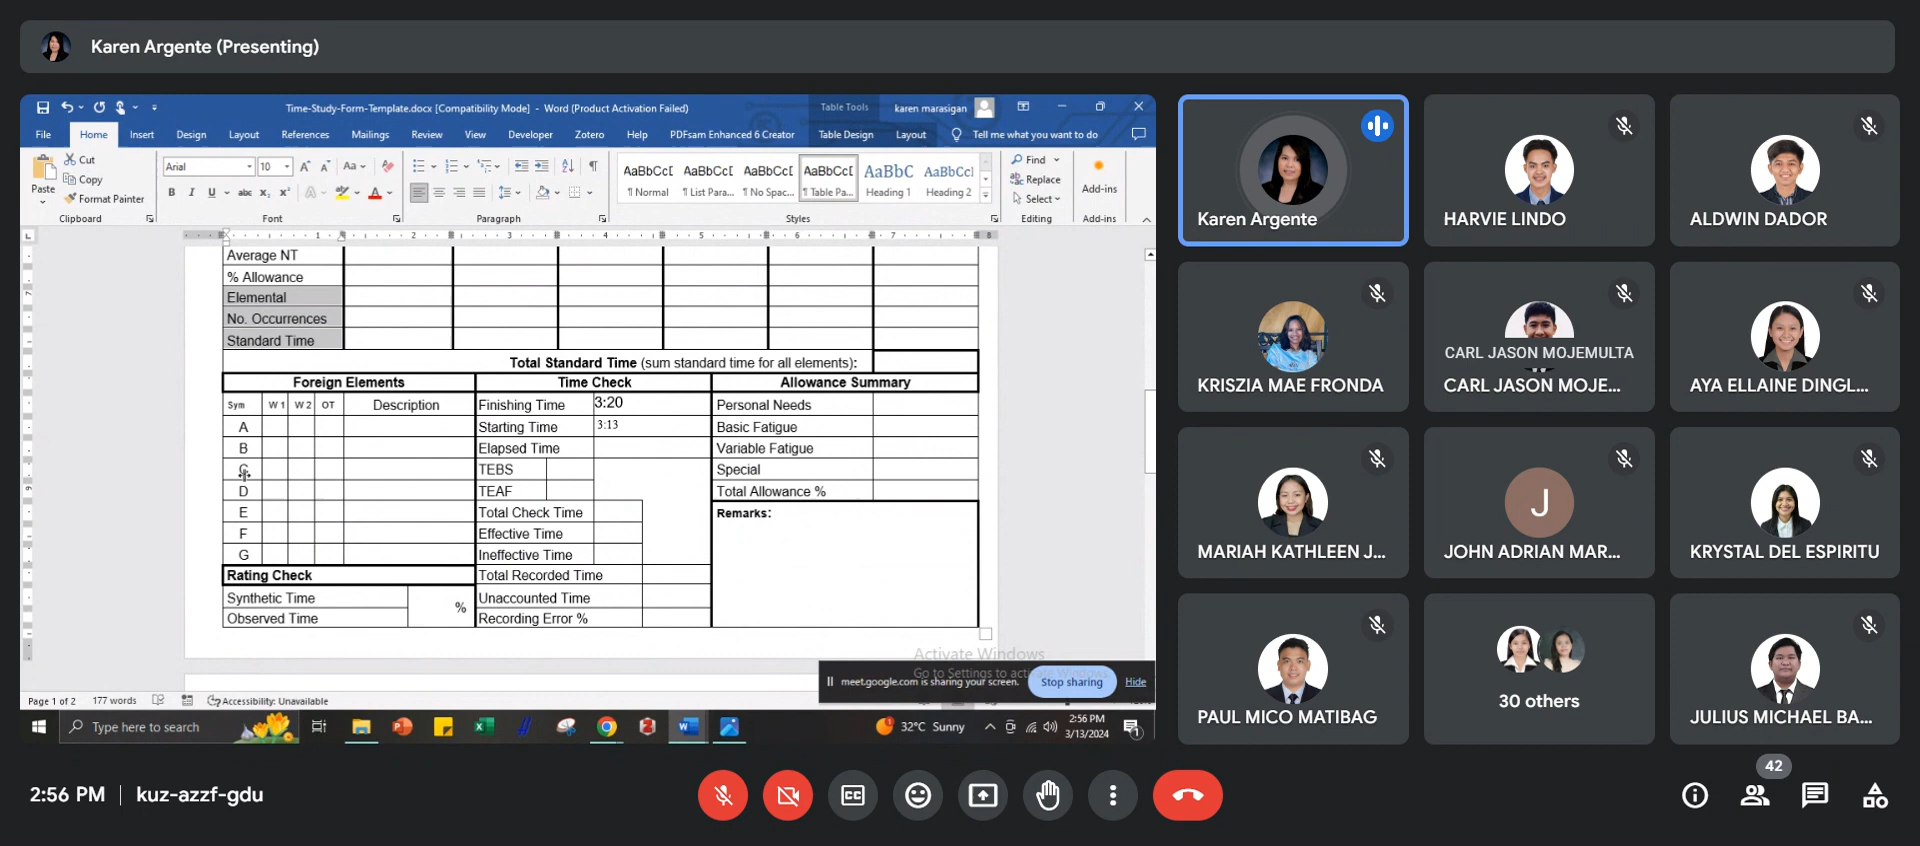 Karen Argente (Presenting)
Time-Study-Form-Template.docx [Compatibility Mode] - Word (Product Activation Failed)
Table Tools
karen marasigan
File Home Insert Design Layout References Mailings Review View Developer Zotero Help PDFsam Enhanced 6 Creator Table Design Layout Tell me what you want to do
Cut
Copy
Format Painter
Paste
Clipboard
Arial 10
Font
Paragraph
AaBbCcI AaBbCcI AaBbCcI AaBbCcI AaBbC AaBbCcI
¶ Normal ¶ List Para... ¶ No Spac... ¶ Table Pa... Heading 1 Heading 2
Styles
Find
Replace
Select
Editing
Add-ins
Add-ins
1 2 3 4 5 6 7 8
Average NT
% Allowance
Elemental
No. Occurrences
Standard Time
Total Standard Time (sum standard time for all elements):
Foreign Elements Time Check Allowance Summary
Sym W1 W2 OT Description Finishing Time 3:20 Personal Needs
A Starting Time 3:13 Basic Fatigue
B Elapsed Time Variable Fatigue
C TEBS Special
D TEAF Total Allowance %
E Total Check Time Remarks:
F Effective Time
G Ineffective Time
Rating Check Total Recorded Time
Synthetic Time % Unaccounted Time
Observed Time Recording Error %
Activate Windows
Go to Settings to activate Windows.
meet.google.com is sharing your screen. Stop sharing Hide
Page 1 of 2 177 words Accessibility: Unavailable
Type here to search
32°C Sunny
2:56 PM
3/13/2024
1
Karen Argente
HARVIE LINDO
ALDWIN DADOR
KRISZIA MAE FRONDA
CARL JASON MOJEMULTA
CARL JASON MOJE...
AYA ELLAINE DINGL...
MARIAH KATHLEEN J...
J
JOHN ADRIAN MAR...
KRYSTAL DEL ESPIRITU
PAUL MICO MATIBAG
30 others
JULIUS MICHAEL BA...
2:56 PM | kuz-azzf-gdu
42